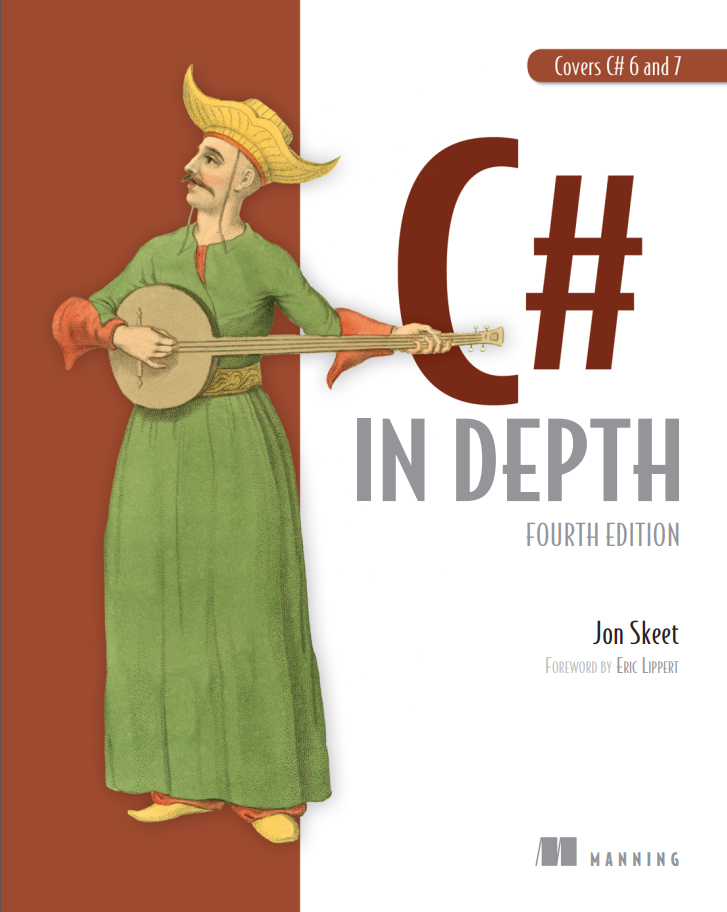 Covers C# 6 and 7
C#
IN DEPTH
FOURTH EDITION
Jon Skeet
FOREWORD BY ERIC LIPPERT
MANNING